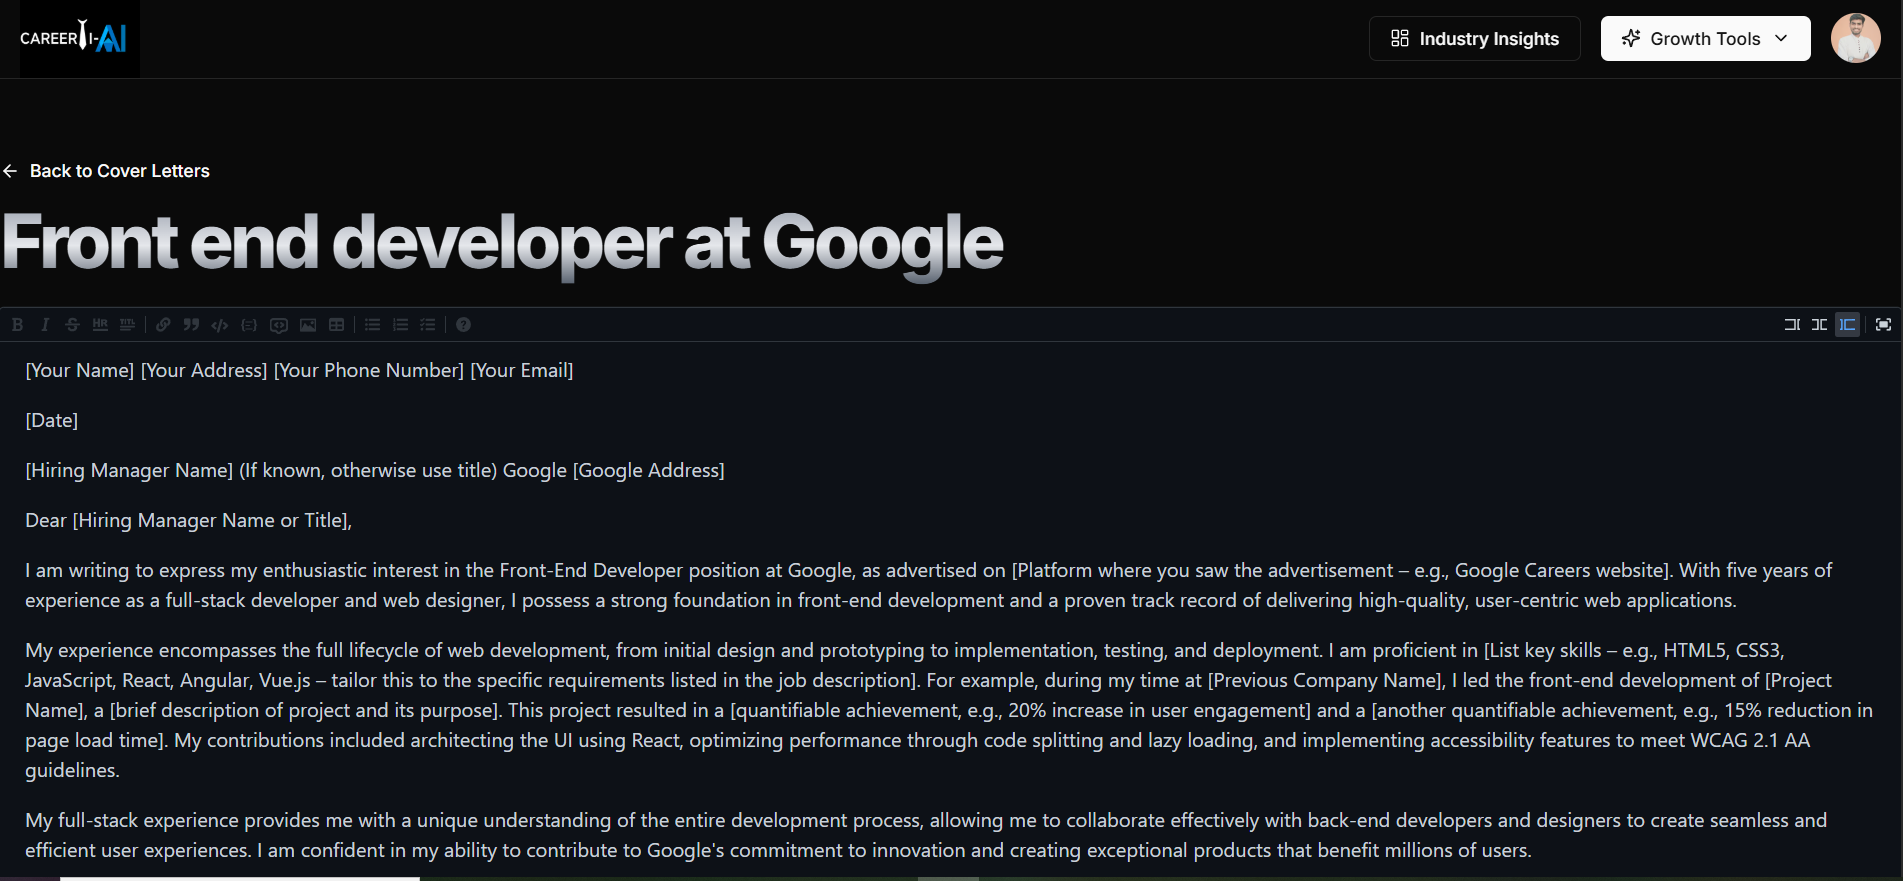 CAREER I-AI
Industry Insights
Growth Tools
Back to Cover Letters
Front end developer at Google
[Your Name] [Your Address] [Your Phone Number] [Your Email]
[Date]
[Hiring Manager Name] (If known, otherwise use title) Google [Google Address]
Dear [Hiring Manager Name or Title],
I am writing to express my enthusiastic interest in the Front-End Developer position at Google, as advertised on [Platform where you saw the advertisement – e.g., Google Careers website]. With five years of
experience as a full-stack developer and web designer, I possess a strong foundation in front-end development and a proven track record of delivering high-quality, user-centric web applications.
My experience encompasses the full lifecycle of web development, from initial design and prototyping to implementation, testing, and deployment. I am proficient in [List key skills – e.g., HTML5, CSS3,
JavaScript, React, Angular, Vue.js – tailor this to the specific requirements listed in the job description]. For example, during my time at [Previous Company Name], I led the front-end development of [Project
Name], a [brief description of project and its purpose]. This project resulted in a [quantifiable achievement, e.g., 20% increase in user engagement] and a [another quantifiable achievement, e.g., 15% reduction in
page load time]. My contributions included architecting the UI using React, optimizing performance through code splitting and lazy loading, and implementing accessibility features to meet WCAG 2.1 AA
guidelines.
My full-stack experience provides me with a unique understanding of the entire development process, allowing me to collaborate effectively with back-end developers and designers to create seamless and
efficient user experiences. I am confident in my ability to contribute to Google's commitment to innovation and creating exceptional products that benefit millions of users.